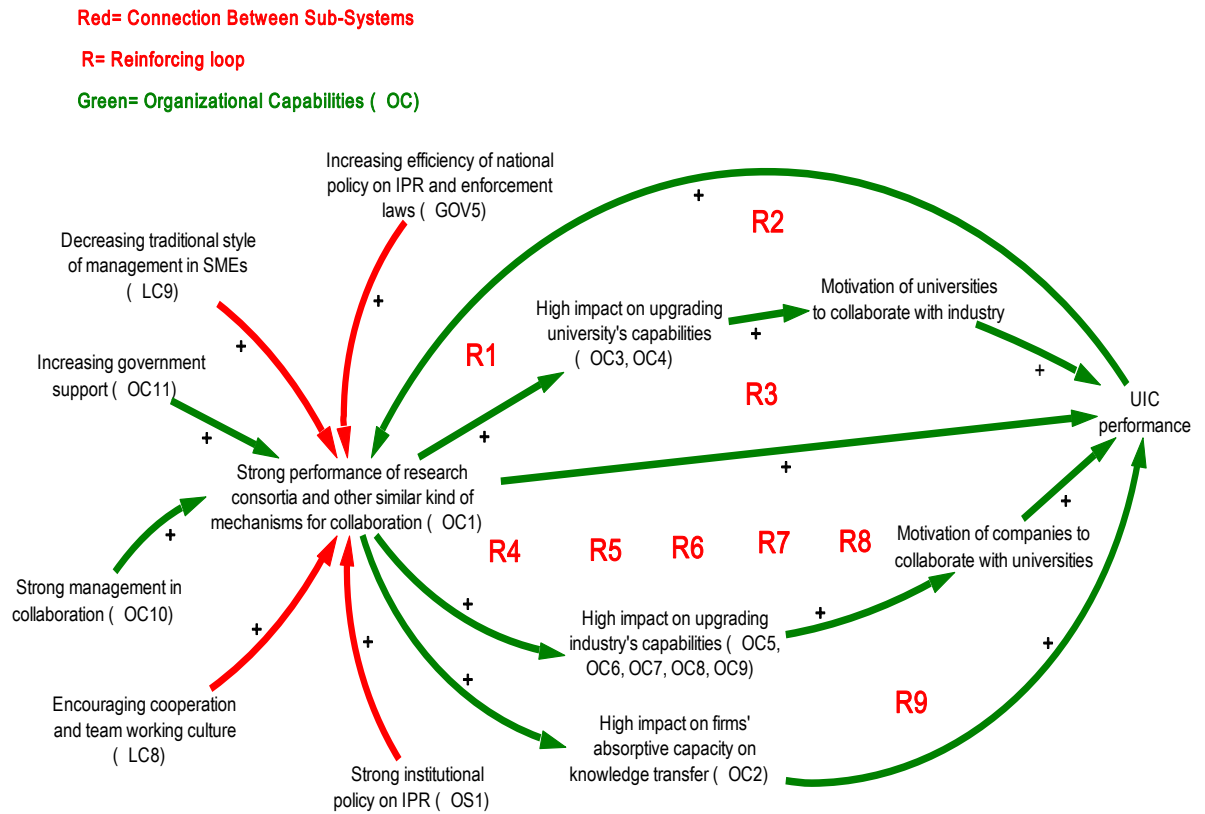 Red= Connection Between Sub-Systems
R= Reinforcing loop
Green= Organizational Capabilities ( OC)
Increasing efficiency of national
policy on IPR and enforcement
laws ( GOV5)
+
R2
Decreasing traditional style
of management in SMEs
( LC9)
+
+
Motivation of universities
to collaborate with industry
High impact on upgrading
university's capabilities
( OC3, OC4)
+
R1
Increasing government
support ( OC11)
+
+
R3
+
UIC
performance
+
Strong performance of research
consortia and other similar kind of
mechanisms for collaboration ( OC1)
+
+
Strong management in
collaboration ( OC10)
R4
R5
R6
R7
R8
Motivation of companies to
collaborate with universities
+
+
High impact on upgrading
industry's capabilities ( OC5,
OC6, OC7, OC8, OC9)
+
+
+
+
+
Encouraging cooperation
and team working culture
( LC8)
R9
High impact on firms'
absorptive capacity on
knowledge transfer ( OC2)
Strong institutional
policy on IPR ( OS1)